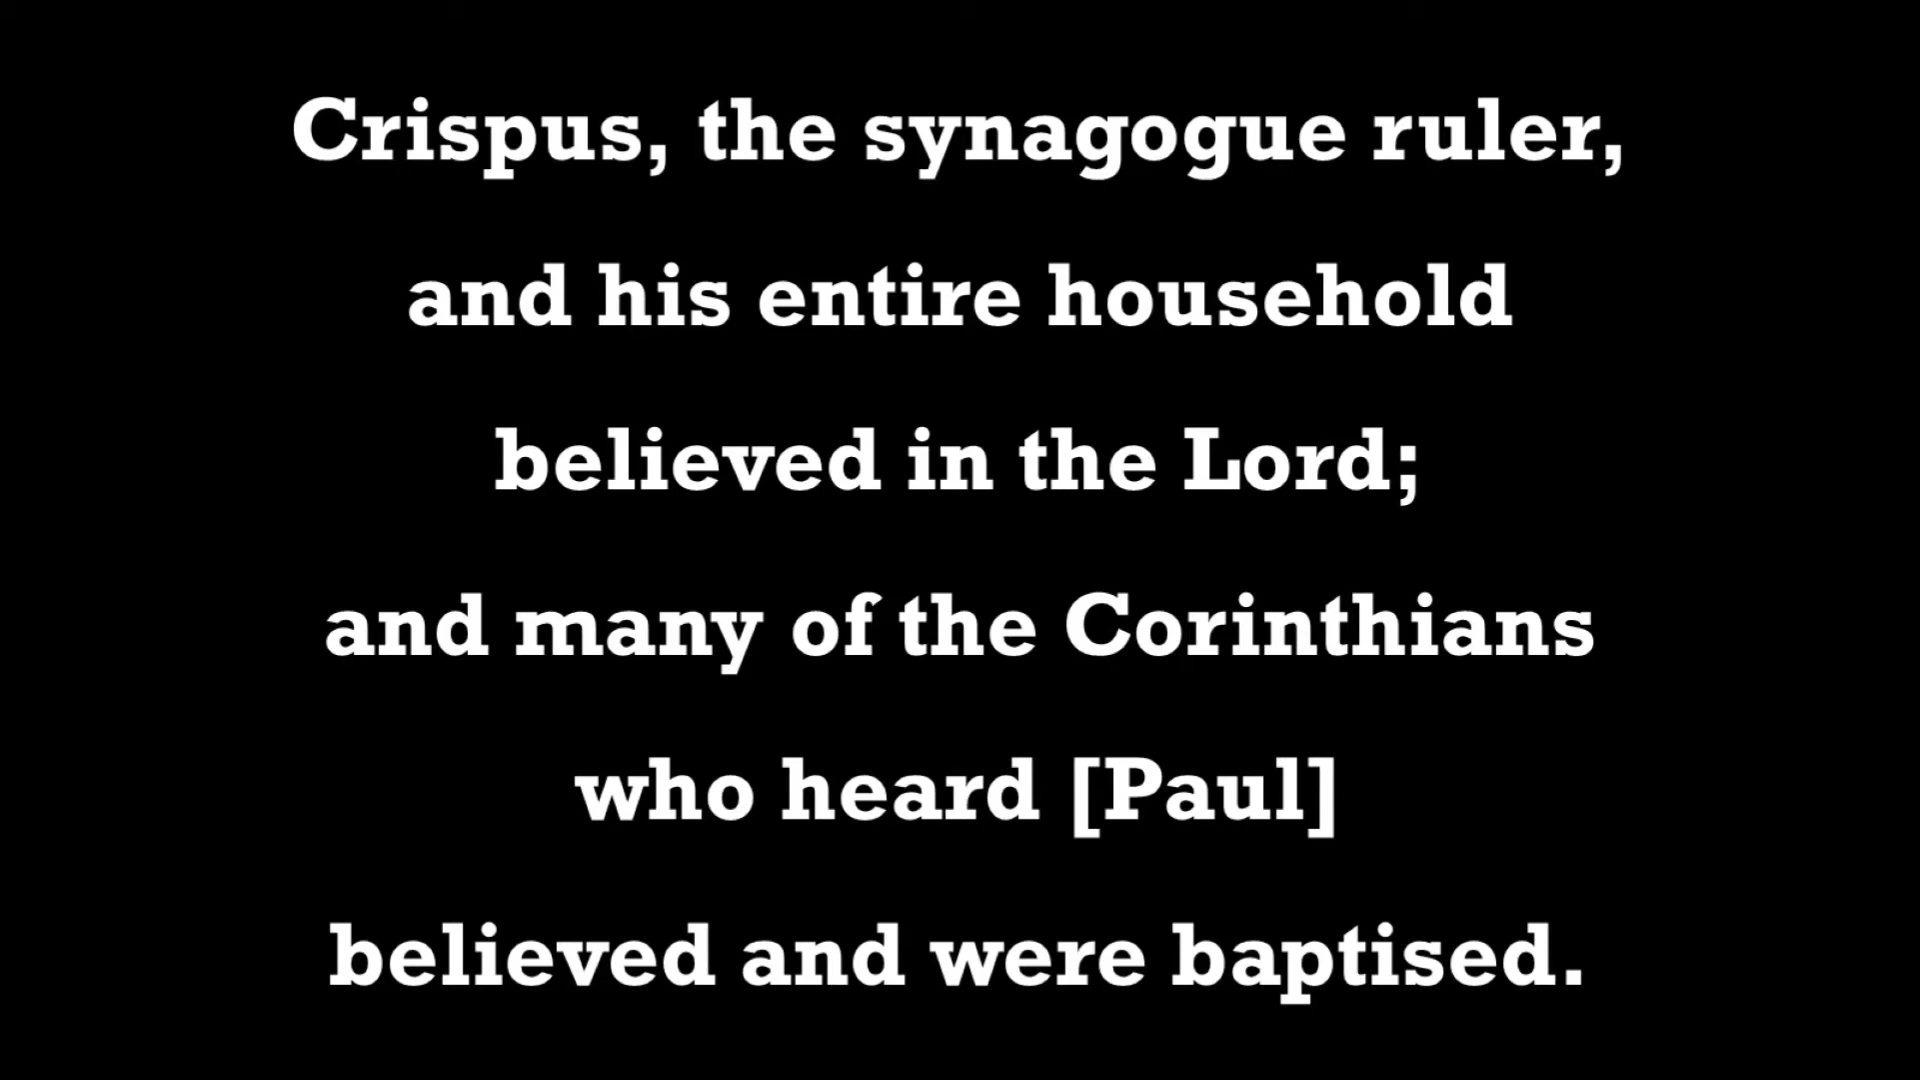 Crispus, the synagogue ruler,
and his entire household
believed in the Lord;
and many of the Corinthians
who heard [Paul]
believed and were baptised.